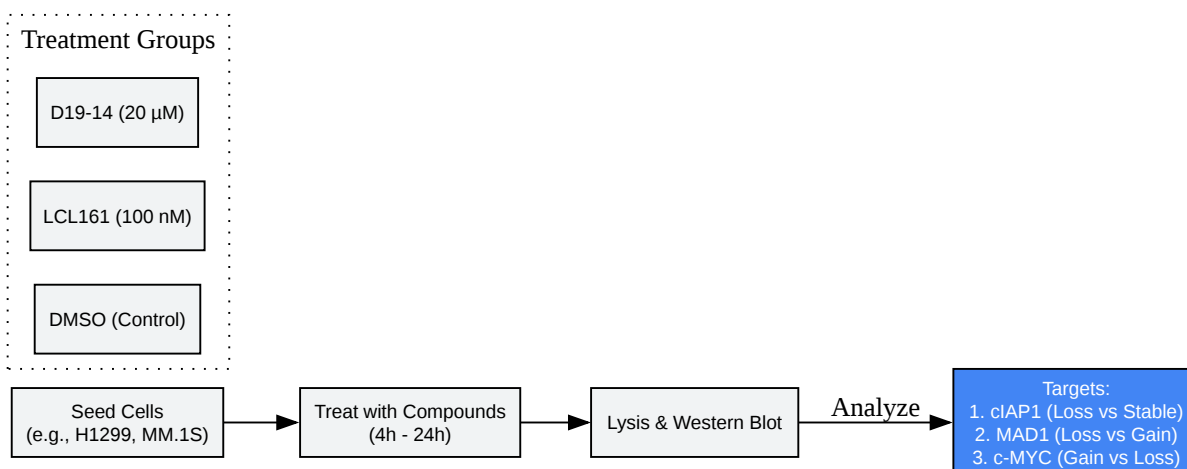 Treatment Groups
D19-14 (20 µM)
LCL161 (100 nM)
DMSO (Control)
Seed Cells
(e.g., H1299, MM.1S)
Treat with Compounds
(4h - 24h)
Lysis & Western Blot
Analyze
Targets:
1. cIAP1 (Loss vs Stable)
2. MAD1 (Loss vs Gain)
3. c-MYC (Gain vs Loss)